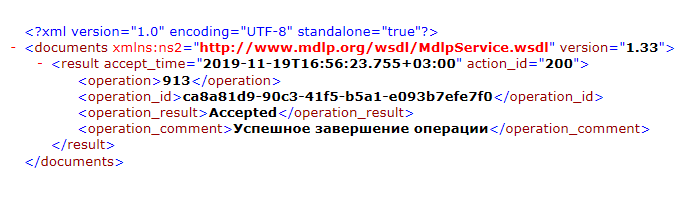 <?xml version="1.0" encoding="UTF-8" standalone="true"?>
- <documents xmlns:ns2="http://www.mdlp.org/wsdl/MdlpService.wsdl" version="1.33">
- <result accept_time="2019-11-19T16:56:23.755+03:00" action_id="200">
<operation>913</operation>
<operation_id>ca8a81d9-90c3-41f5-b5a1-e093b7efe7f0</operation_id>
<operation_result>Accepted</operation_result>
<operation_comment>Успешное завершение операции</operation_comment>
</result>
</documents>